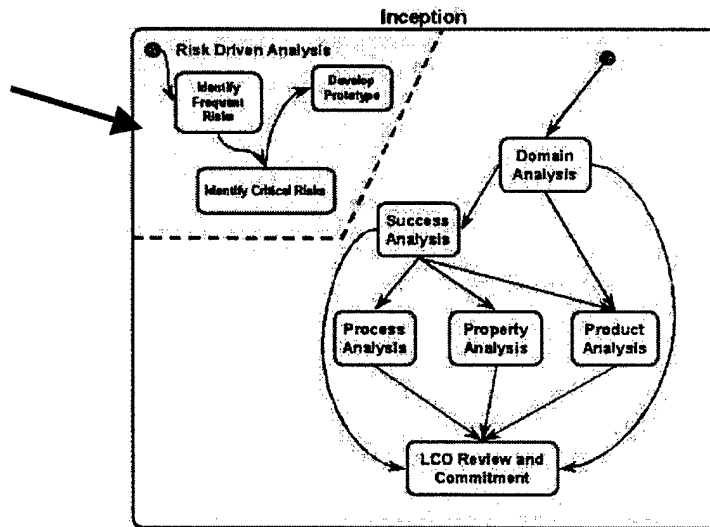 Inception
Risk Driven Analysis
Identify
Frequent
Risks
Develop
Prototype
Identify Critical Risks
Domain
Analysis
Success
Analysis
Process
Analysis
Property
Analysis
Product
Analysis
LCO Review and
Commitment